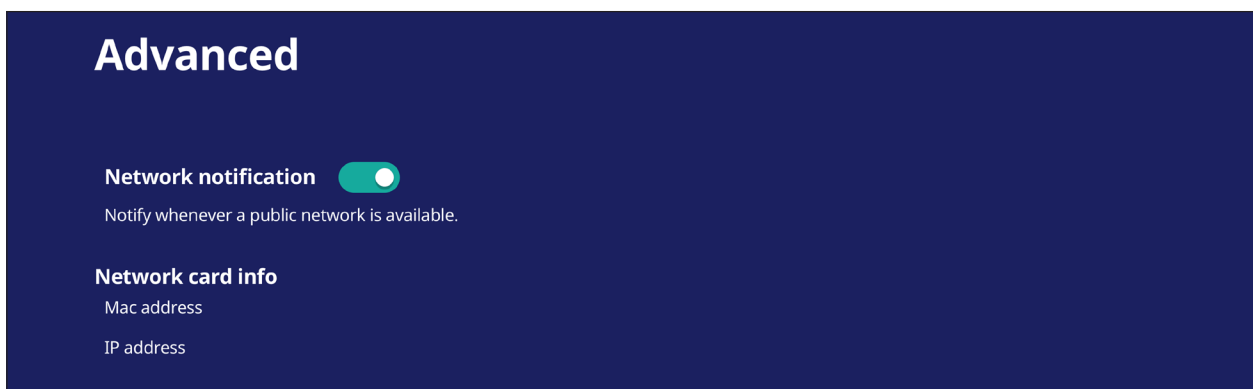 Advanced
Network notification
Notify whenever a public network is available.
Network card info
Mac address
IP address